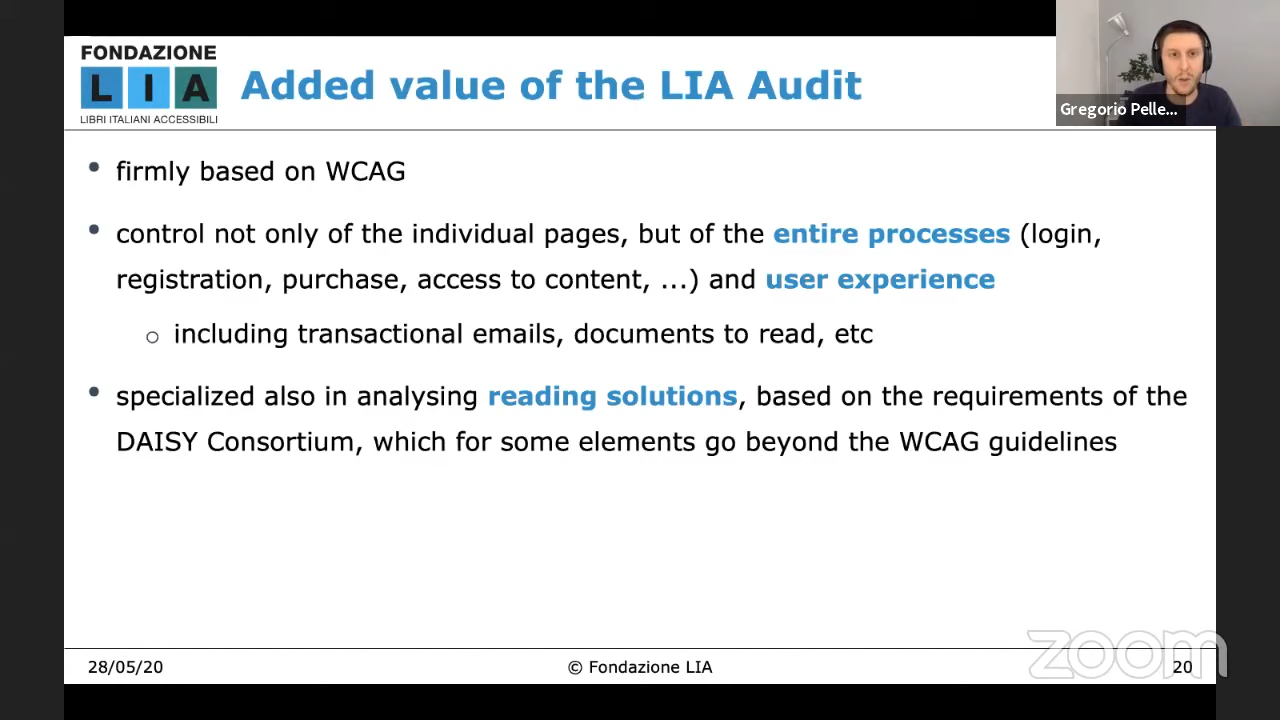 FONDAZIONE
LIA
LIBRI ITALIANI ACCESSIBILI
Added value of the LIA Audit
Gregorio Pelle...
• firmly based on WCAG
• control not only of the individual pages, but of the entire processes (login,
registration, purchase, access to content, ...) and user experience
o including transactional emails, documents to read, etc
• specialized also in analysing reading solutions, based on the requirements of the
DAISY Consortium, which for some elements go beyond the WCAG guidelines
28/05/20
© Fondazione LIA
20
zoom